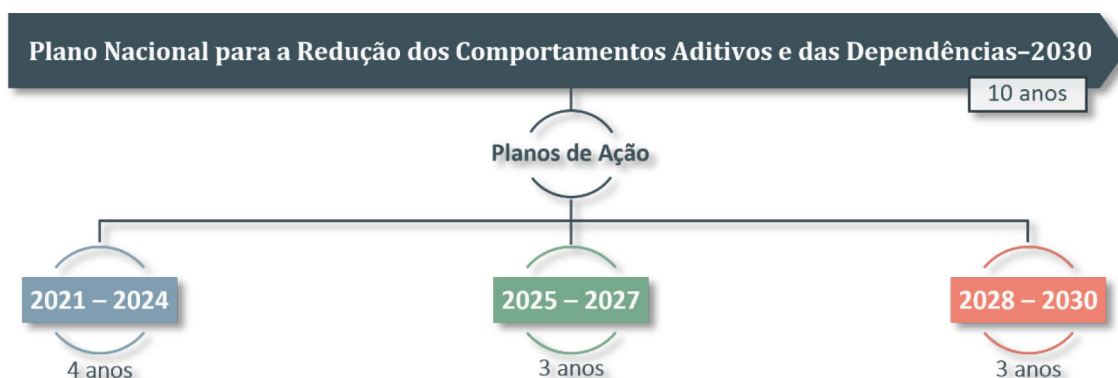 Plano Nacional para a Redução dos Comportamentos Aditivos e das Dependências–2030
10 anos
Planos de Ação
2021 – 2024
2025 – 2027
2028 – 2030
4 anos
3 anos
3 anos